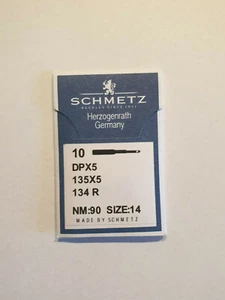 SCHMETZ
Herzogenrath
Germany
10
DPX5
135X5
134 R
NM:90 SIZE:14
MADE BY SCHMETZ